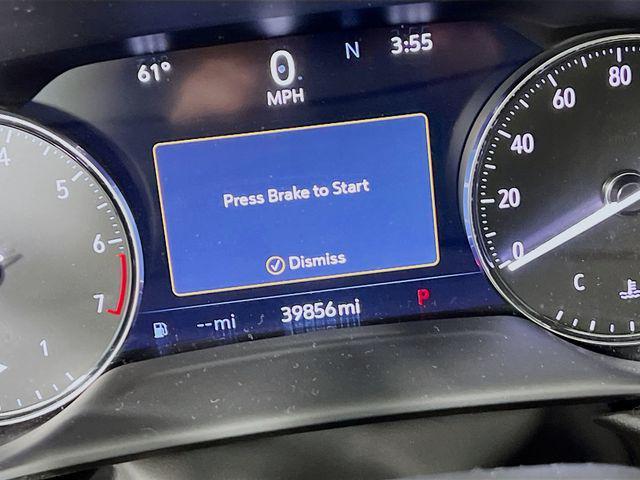 61° 0 N 3:55
MPH
4
5
6
7
1
Press Brake to Start
Dismiss
--mi 39856mi P
80
60
40
20
0
C